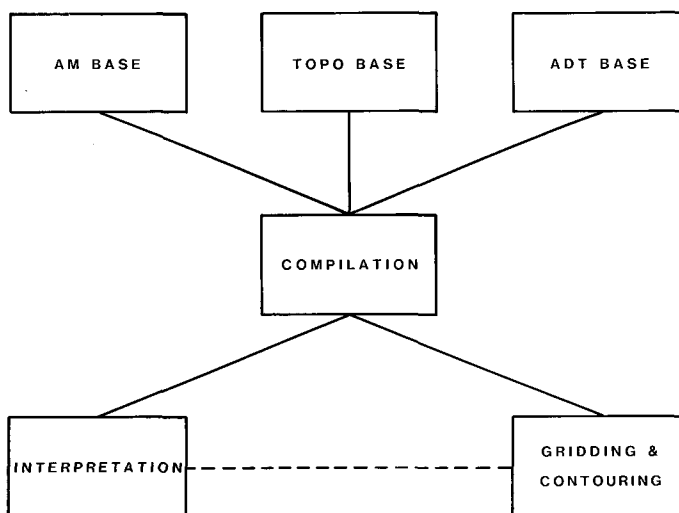 AM BASE
TOPO BASE
ADT BASE
COMPILATION
INTERPRETATION
GRIDDING &
CONTOURING